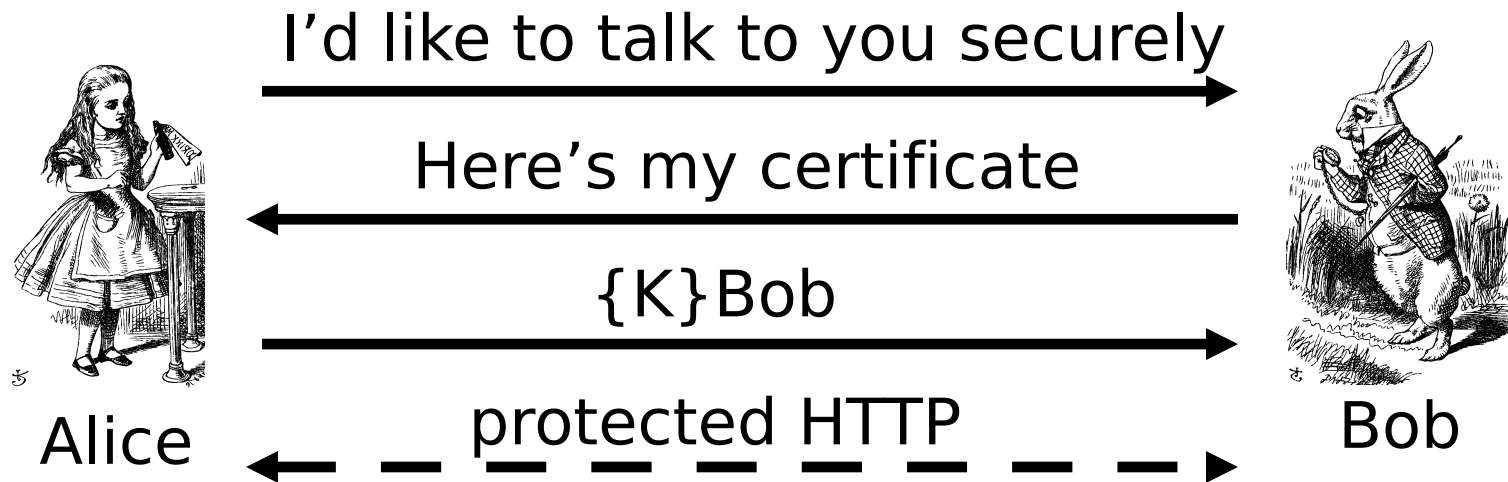 I’d like to talk to you securely
Here’s my certificate
{K}Bob
protected HTTP
Alice
Bob